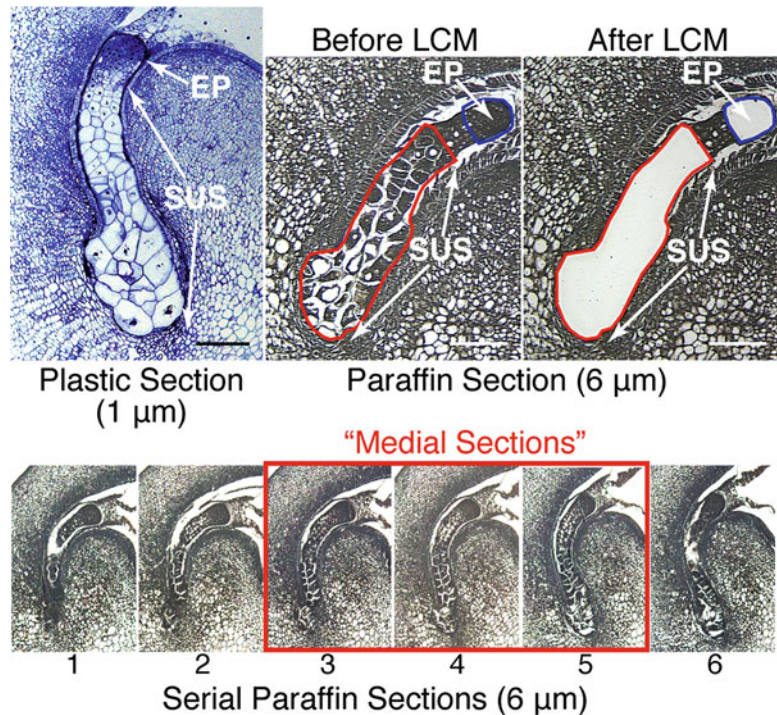 Before LCM
After LCM
EP
EP
EP
SUS
SUS
SUS
Plastic Section
(1 μm)
Paraffin Section (6 μm)
“Medial Sections”
1
2
3
4
5
6
Serial Paraffin Sections (6 μm)